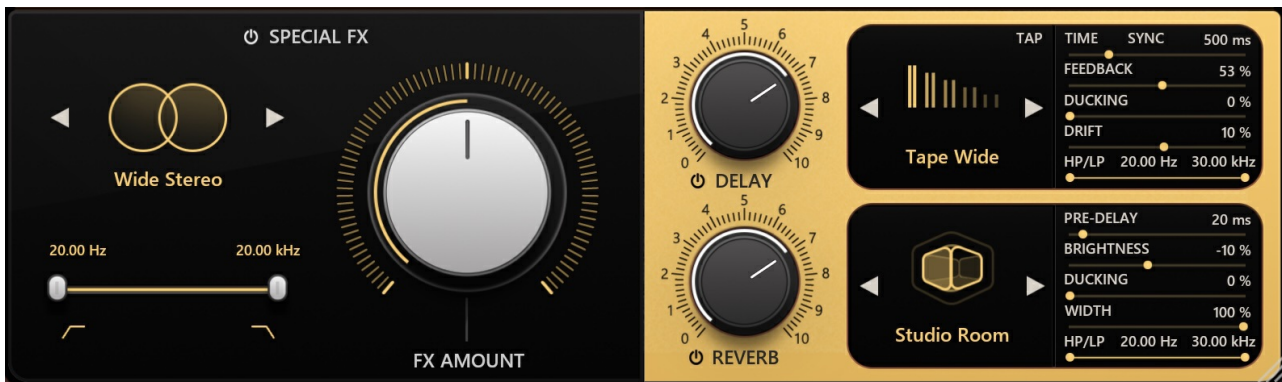 SPECIAL FX
Wide Stereo
20.00 Hz 20.00 kHz
FX AMOUNT
0 1 2 3 4 5 6 7 8 9 10
DELAY
0 1 2 3 4 5 6 7 8 9 10
REVERB
TAP
Tape Wide
TIME SYNC 500 ms
FEEDBACK 53 %
DUCKING 0 %
DRIFT 10 %
HP/LP 20.00 Hz 30.00 kHz
Studio Room
PRE-DELAY 20 ms
BRIGHTNESS -10 %
DUCKING 0 %
WIDTH 100 %
HP/LP 20.00 Hz 30.00 kHz